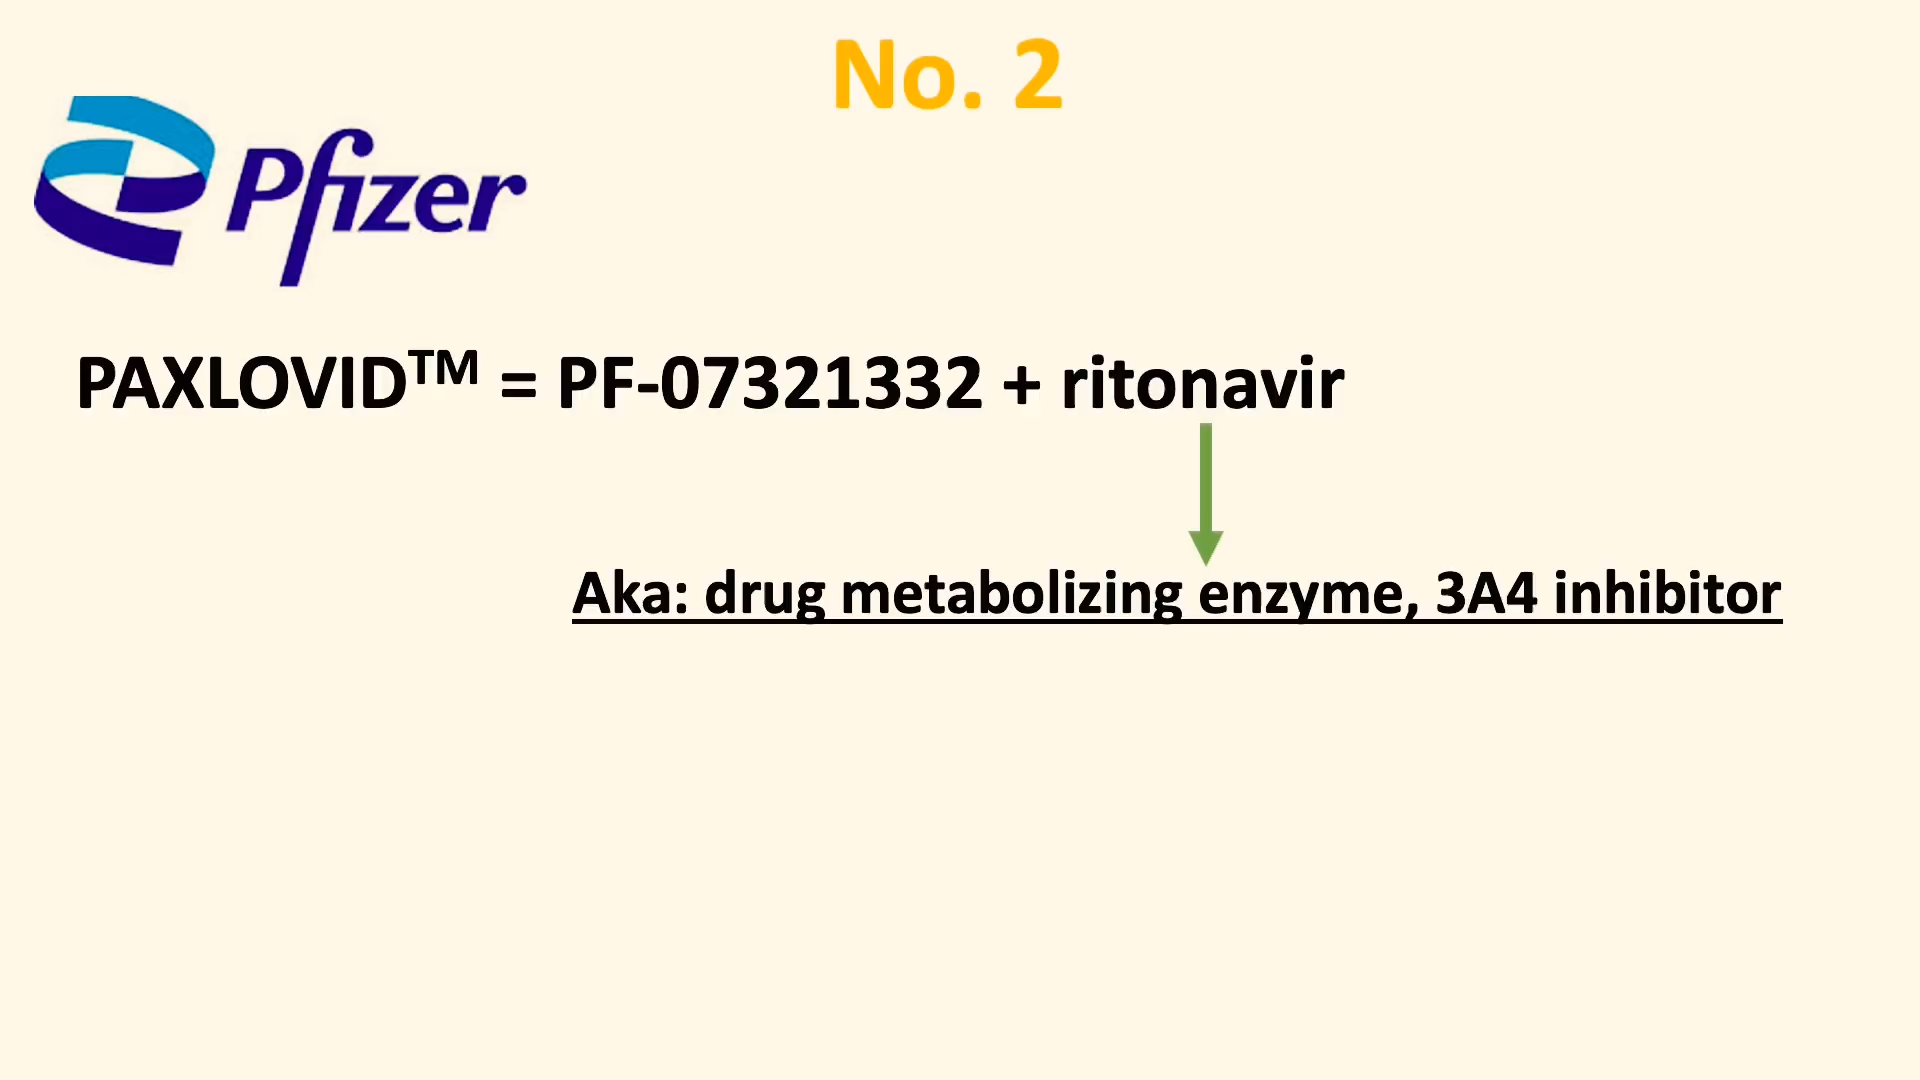 No. 2
Pfizer
PAXLOVID™ = PF-07321332 + ritonavir
Aka: drug metabolizing enzyme, 3A4 inhibitor